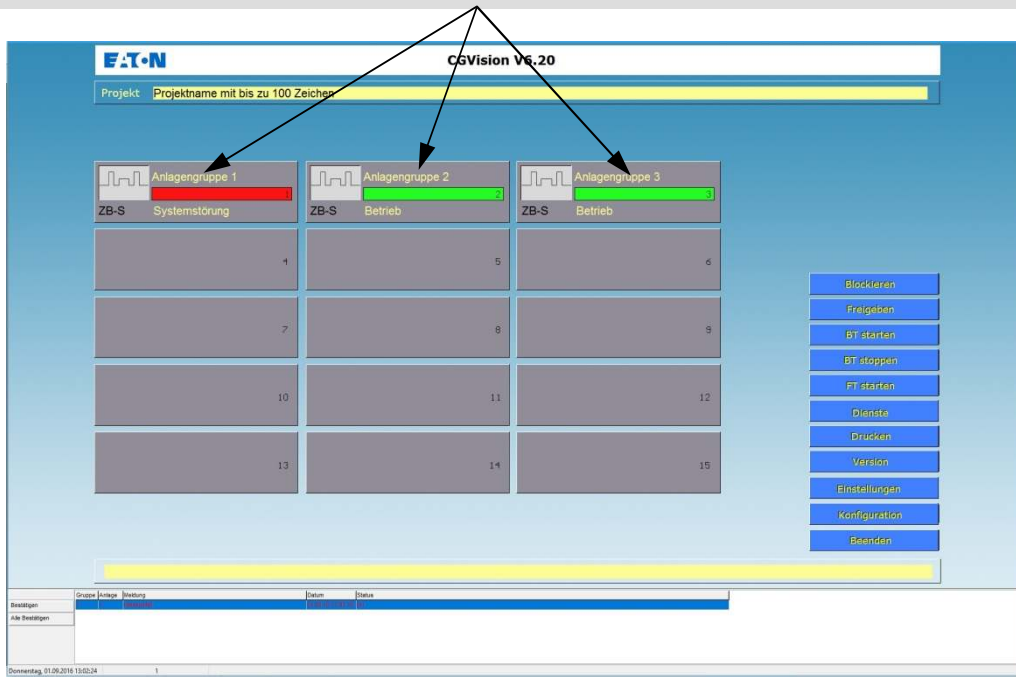 EATON
CGVision V6.20
Projekt Projektname mit bis zu 100 Zeichen
Anlagengruppe 1
1
ZB-S Systemstörung
Anlagengruppe 2
2
ZB-S Betrieb
Anlagengruppe 3
3
ZB-S Betrieb
4
5
6
7
8
9
10
11
12
13
14
15
Blockieren
Freigeben
BT starten
BT stoppen
FT starten
Dienste
Drucken
Version
Einstellungen
Konfiguration
Beenden
Gruppe Anlage Meldung Datum Status
Bestätigen
Alle Bestätigen
Donnerstag, 01.09.2016 13:02:24 1